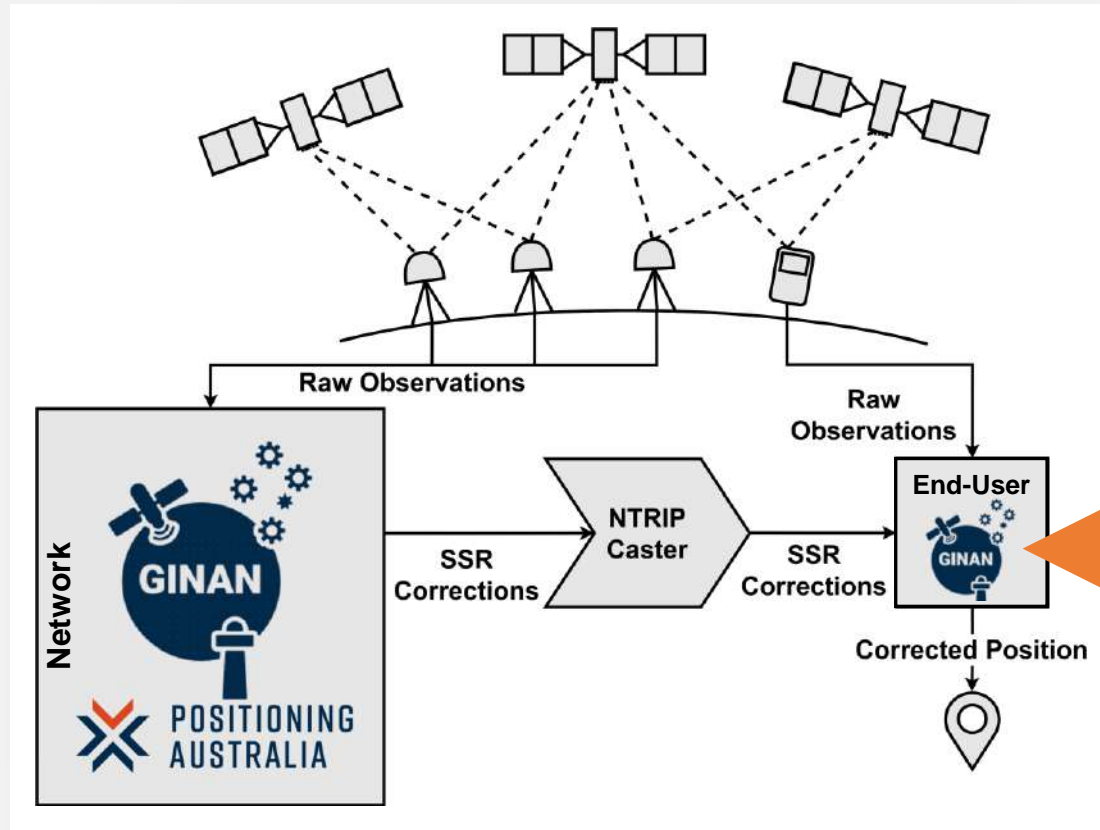 Raw Observations
Raw
Observations
Network
GINAN
POSITIONING
AUSTRALIA
SSR
Corrections
NTRIP
Caster
SSR
Corrections
End-User
GINAN
Corrected Position